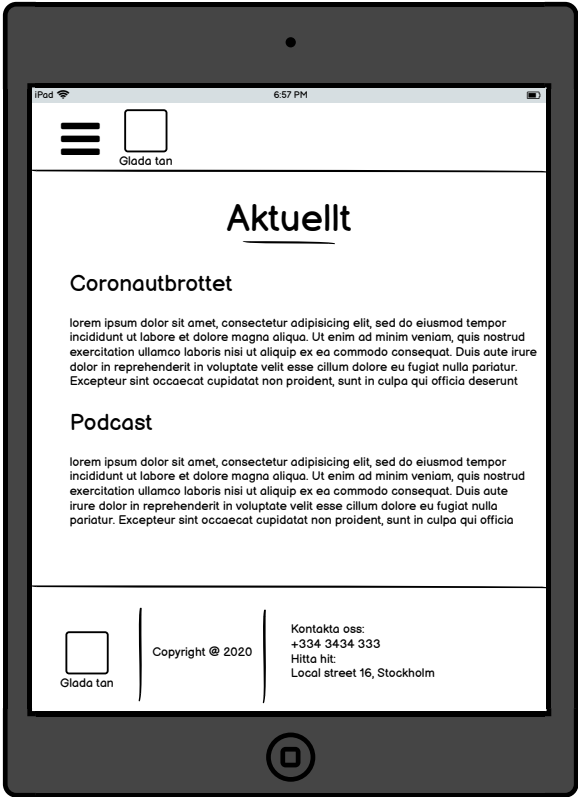 iPad
6:57 PM
Glada tan
Aktuellt
Coronautbrottet
lorem ipsum dolor sit amet, consectetur adipisicing elit, sed do eiusmod tempor
incididunt ut labore et dolore magna aliqua. Ut enim ad minim veniam, quis nostrud
exercitation ullamco laboris nisi ut aliquip ex ea commodo consequat. Duis aute irure
dolor in reprehenderit in voluptate velit esse cillum dolore eu fugiat nulla pariatur.
Excepteur sint occaecat cupidatat non proident, sunt in culpa qui officia deserunt
Podcast
lorem ipsum dolor sit amet, consectetur adipisicing elit, sed do eiusmod tempor
incididunt ut labore et dolore magna aliqua. Ut enim ad minim veniam, quis nostrud
exercitation ullamco laboris nisi ut aliquip ex ea commodo consequat. Duis aute
irure dolor in reprehenderit in voluptate velit esse cillum dolore eu fugiat nulla
pariatur. Excepteur sint occaecat cupidatat non proident, sunt in culpa qui officia
Glada tan
Copyright @ 2020
Kontakta oss:
+334 3434 333
Hitta hit:
Local street 16, Stockholm